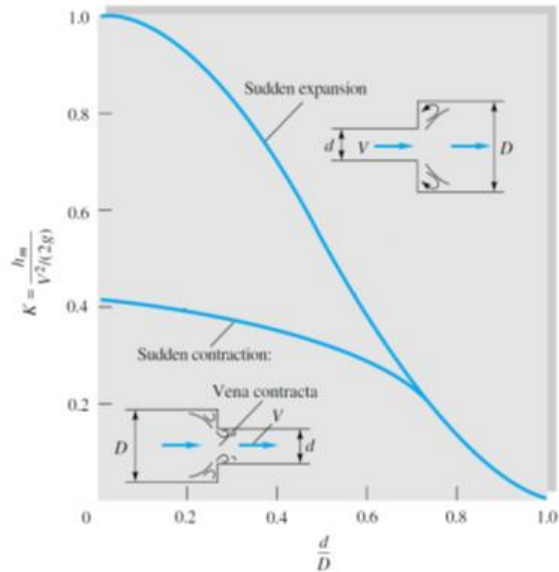 1.0
Sudden expansion
0.8
d
V
D
0.6
K = h_m / V²/(2g)
0.4
Sudden contraction:
Vena contracta
V
0.2
D
d
0
0.2
0.4
0.6
0.8
1.0
d
D